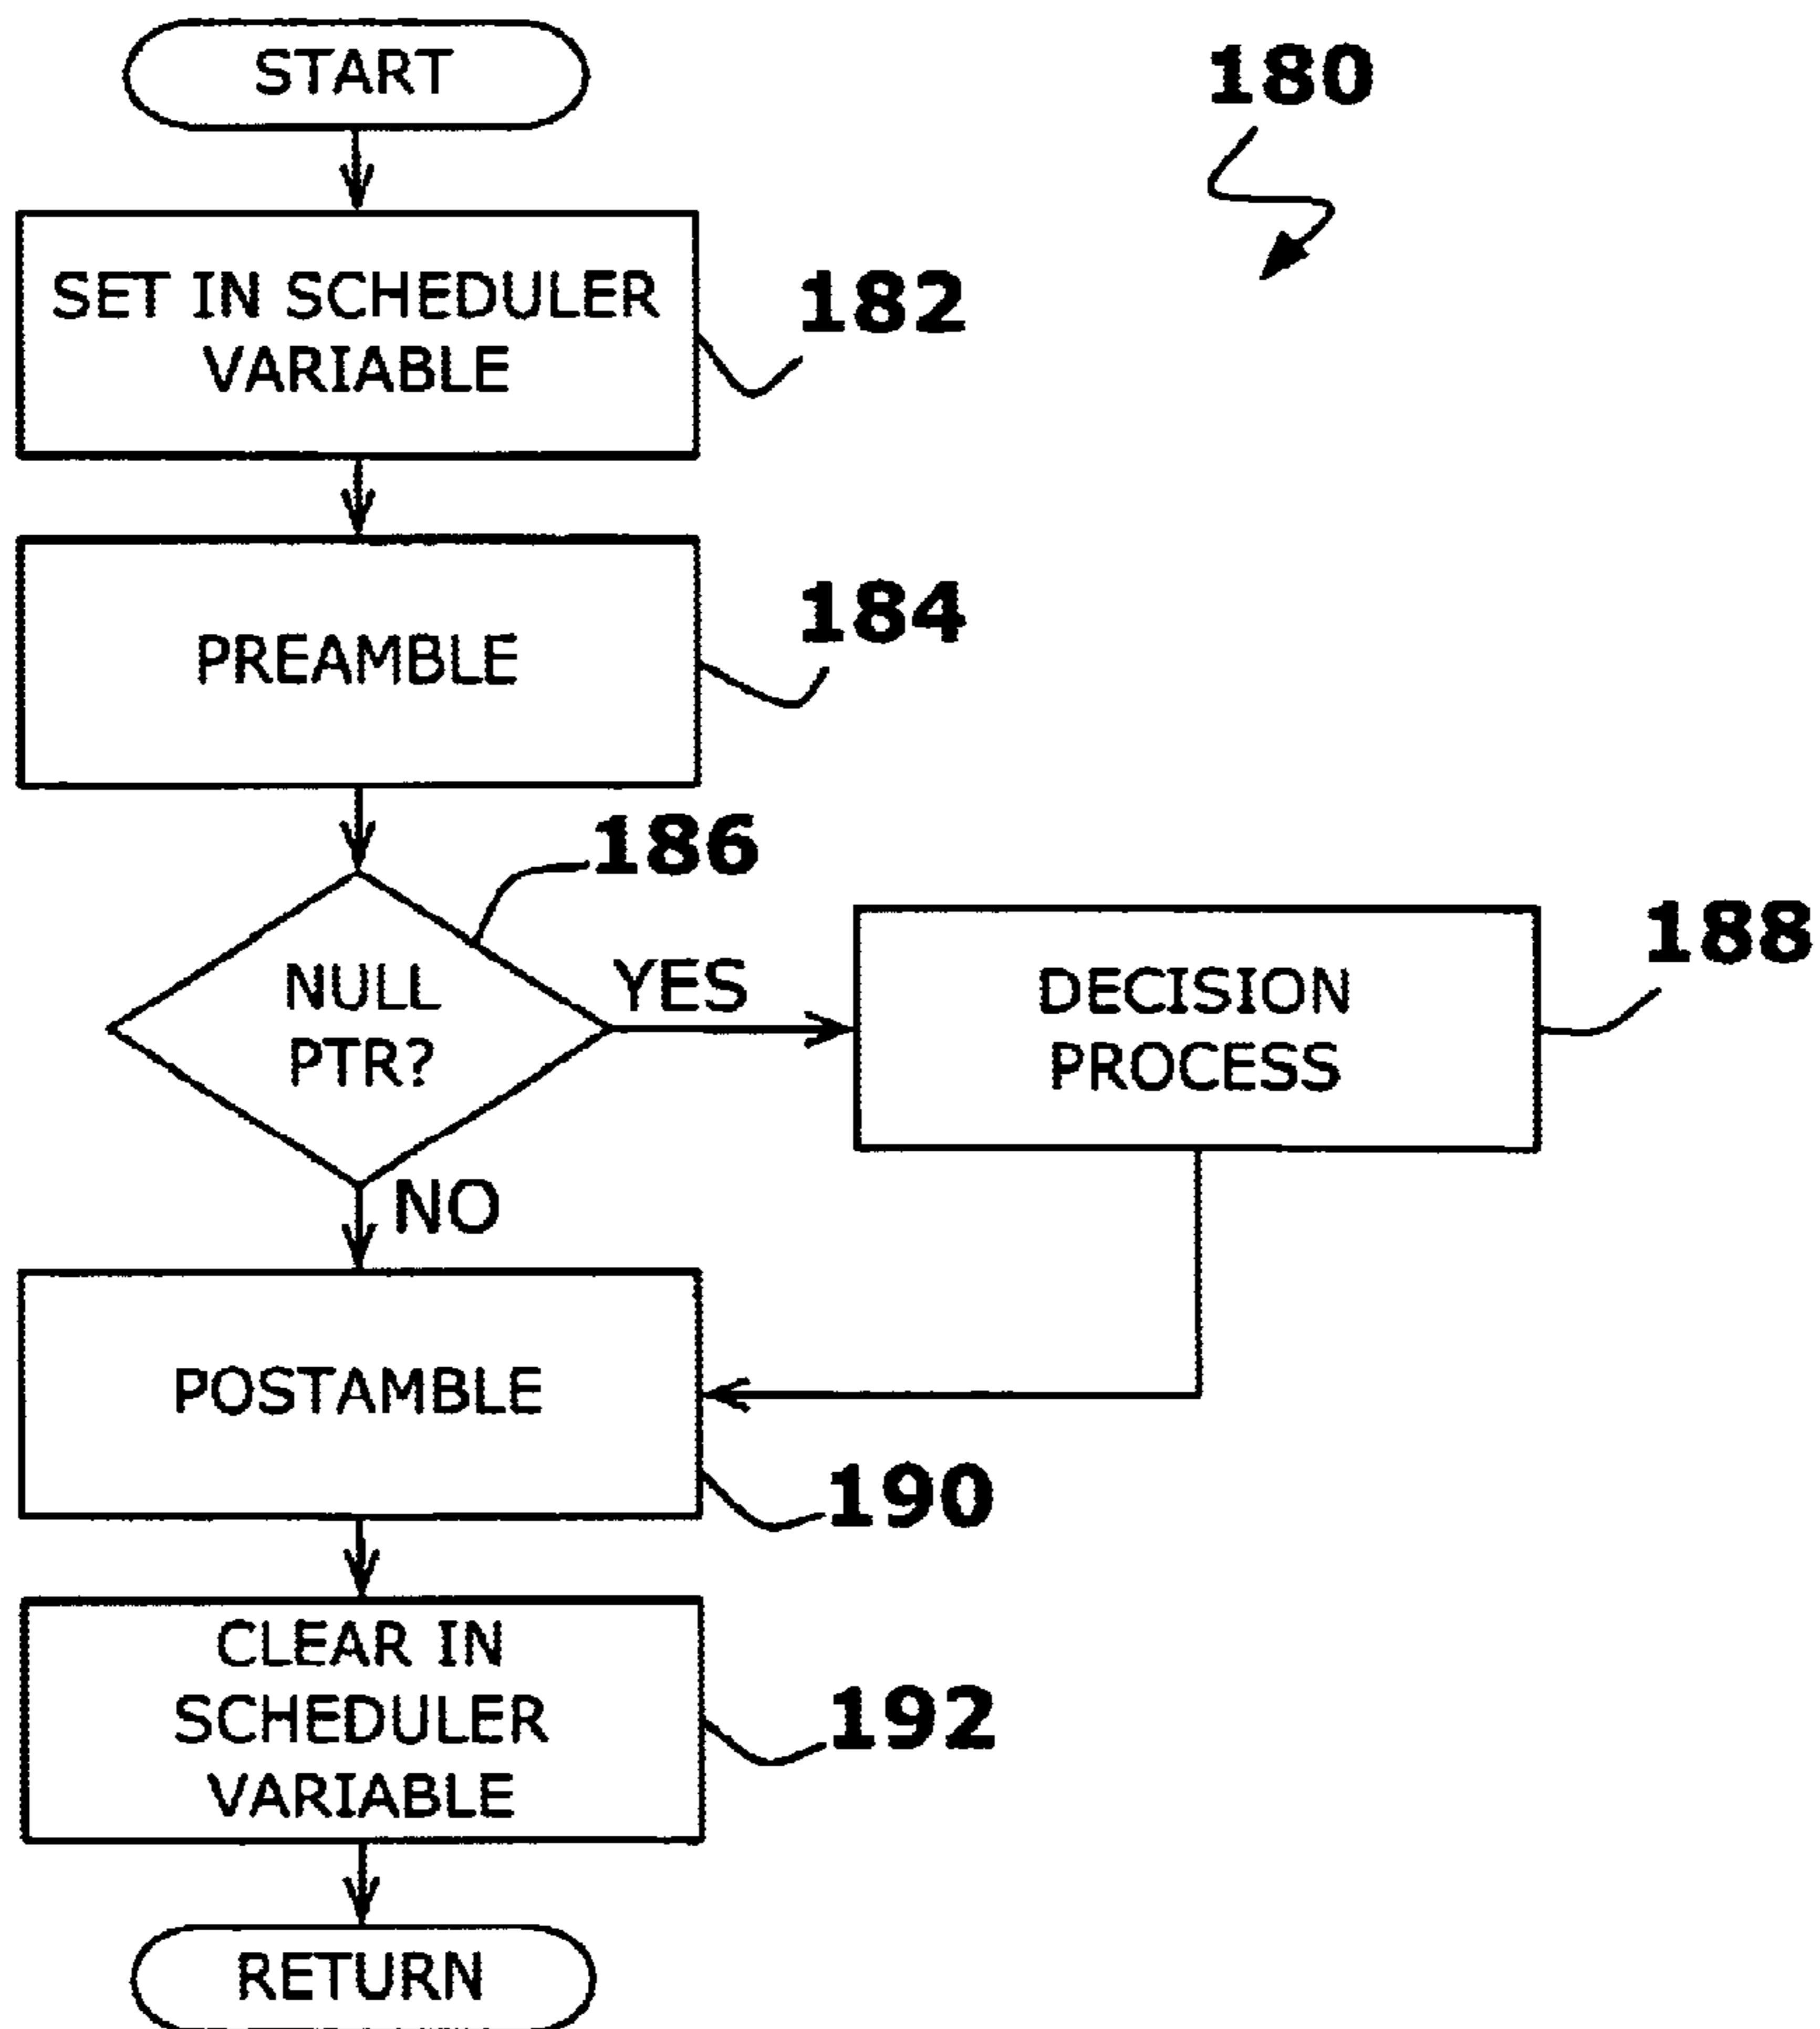 START
180
SET IN SCHEDULER
VARIABLE
182
PREAMBLE
184
186
NULL
PTR?
YES
DECISION
PROCESS
188
NO
POSTAMBLE
190
CLEAR IN
SCHEDULER
VARIABLE
192
RETURN